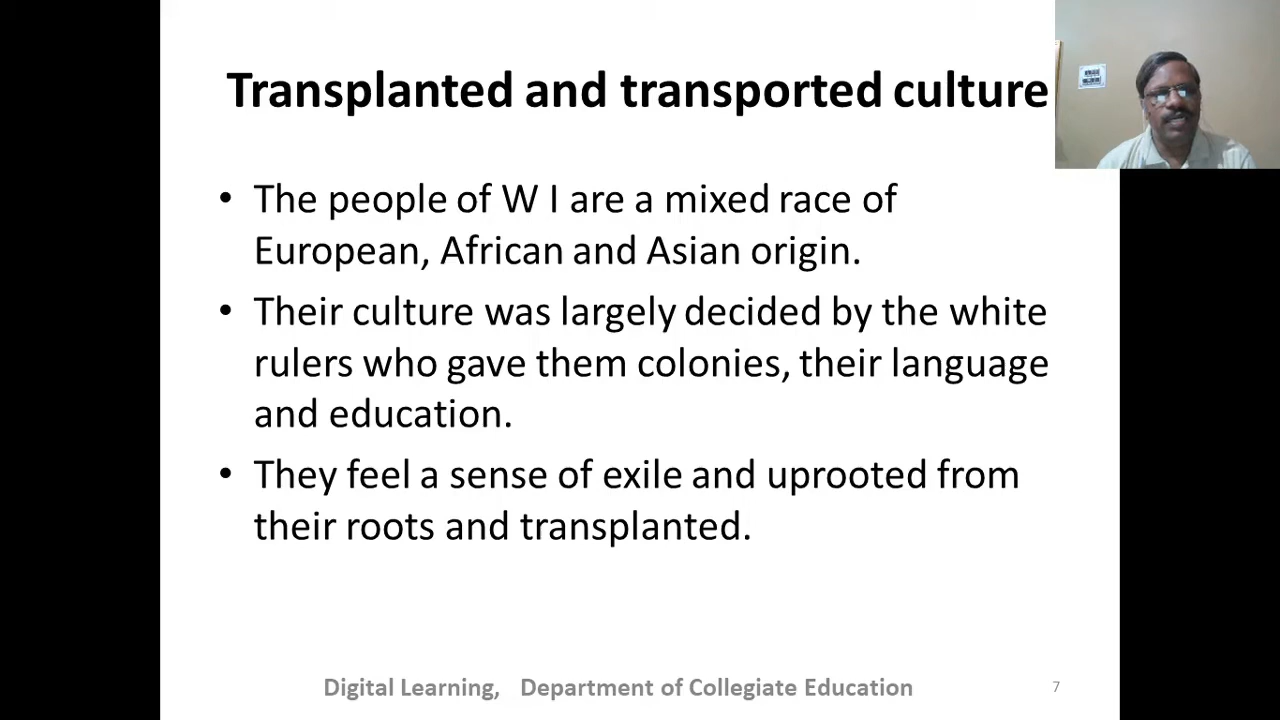 Transplanted and transported culture
• The people of W I are a mixed race of
European, African and Asian origin.
• Their culture was largely decided by the white
rulers who gave them colonies, their language
and education.
• They feel a sense of exile and uprooted from
their roots and transplanted.
Digital Learning, Department of Collegiate Education
7